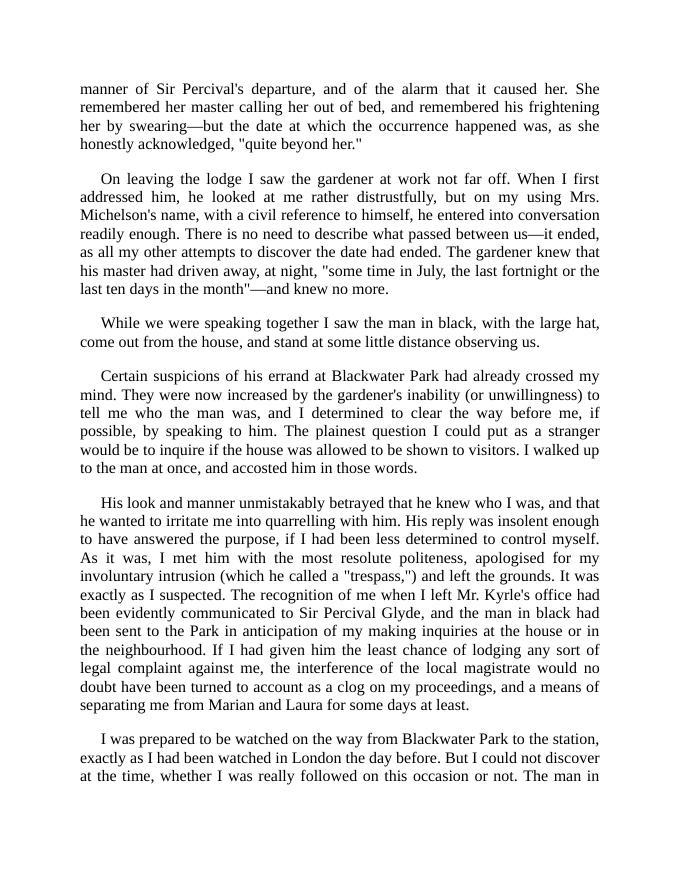 manner of Sir Percival's departure, and of the alarm that it caused her. She
remembered her master calling her out of bed, and remembered his frightening
her by swearing—but the date at which the occurrence happened was, as she
honestly acknowledged, "quite beyond her."
On leaving the lodge I saw the gardener at work not far off. When I first
addressed him, he looked at me rather distrustfully, but on my using Mrs.
Michelson's name, with a civil reference to himself, he entered into conversation
readily enough. There is no need to describe what passed between us—it ended,
as all my other attempts to discover the date had ended. The gardener knew that
his master had driven away, at night, "some time in July, the last fortnight or the
last ten days in the month"—and knew no more.
While we were speaking together I saw the man in black, with the large hat,
come out from the house, and stand at some little distance observing us.
Certain suspicions of his errand at Blackwater Park had already crossed my
mind. They were now increased by the gardener's inability (or unwillingness) to
tell me who the man was, and I determined to clear the way before me, if
possible, by speaking to him. The plainest question I could put as a stranger
would be to inquire if the house was allowed to be shown to visitors. I walked up
to the man at once, and accosted him in those words.
His look and manner unmistakably betrayed that he knew who I was, and that
he wanted to irritate me into quarrelling with him. His reply was insolent enough
to have answered the purpose, if I had been less determined to control myself.
As it was, I met him with the most resolute politeness, apologised for my
involuntary intrusion (which he called a "trespass,") and left the grounds. It was
exactly as I suspected. The recognition of me when I left Mr. Kyrle's office had
been evidently communicated to Sir Percival Glyde, and the man in black had
been sent to the Park in anticipation of my making inquiries at the house or in
the neighbourhood. If I had given him the least chance of lodging any sort of
legal complaint against me, the interference of the local magistrate would no
doubt have been turned to account as a clog on my proceedings, and a means of
separating me from Marian and Laura for some days at least.
I was prepared to be watched on the way from Blackwater Park to the station,
exactly as I had been watched in London the day before. But I could not discover
at the time, whether I was really followed on this occasion or not. The man in